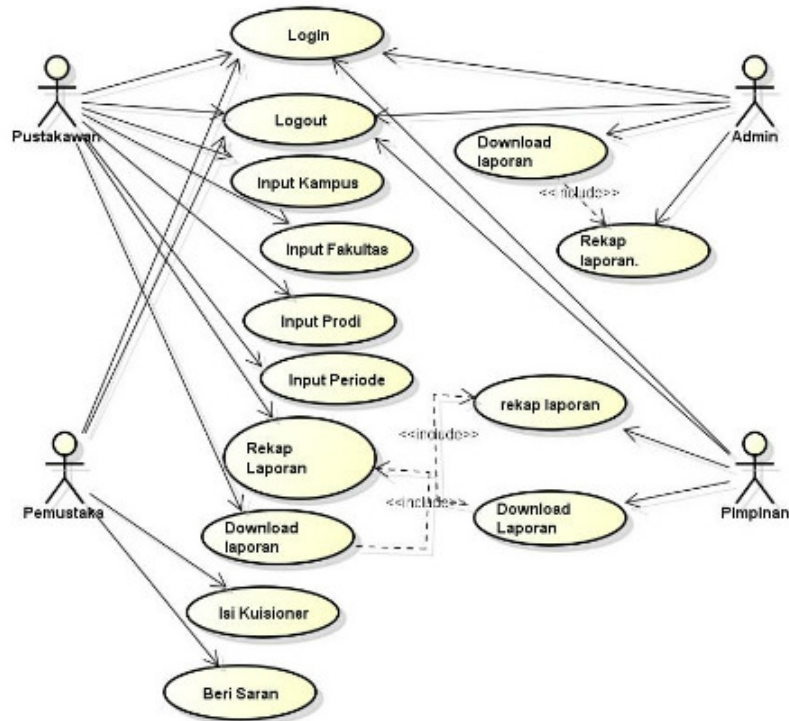 Login
Pustakawan
Admin
Logout
Download
laporan
Input Kampus
<<include>>
Input Fakultas
Rekap
laporan.
Input Prodi
Input Periode
rekap laporan
<<include>>
Rekap
Laporan
Pemustaka
Pimpinan
<<include>>
Download
Laporan
Download
laporan
Isi Kuisioner
Beri Saran